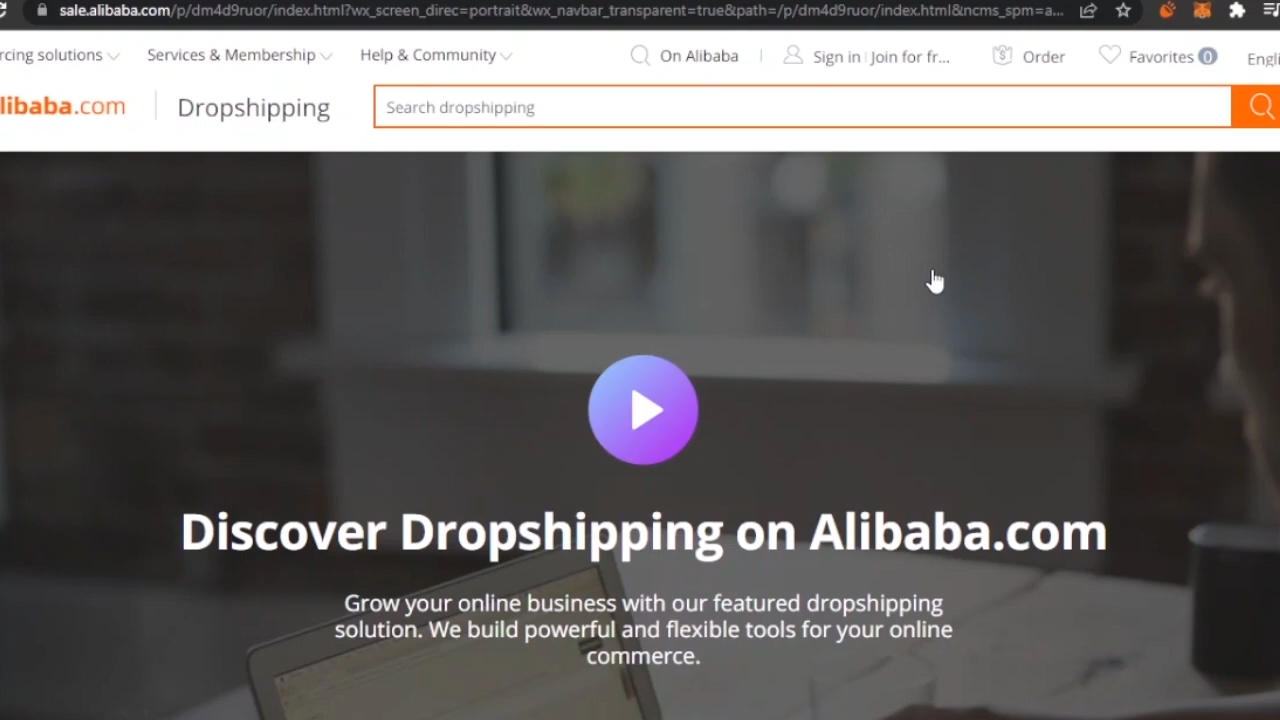 sale.alibaba.com/p/dm4d9ruor/index.html?wx_screen_direc=portrait&wx_navbar_transparent=true&path=/p/dm4d9ruor/index.html&ncms_spm=a...
rcing solutions Services & Membership Help & Community On Alibaba Sign in Join for fr... Order Favorites 0 Engli
libaba.com Dropshipping Search dropshipping
Discover Dropshipping on Alibaba.com
Grow your online business with our featured dropshipping
solution. We build powerful and flexible tools for your online
commerce.